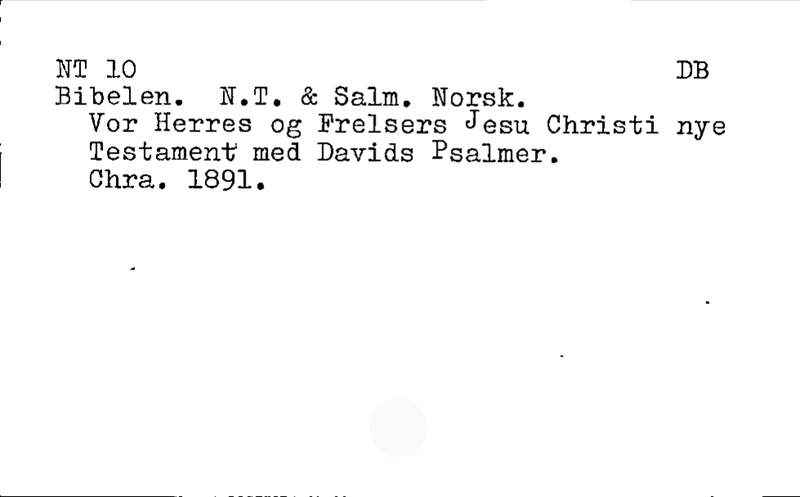 NT 10 DB
Bibelen. N.T. & Salm. Norsk.
Vor Herres og Frelsers Jesu Christi nye
Testament med Davids Psalmer.
Chra. 1891.